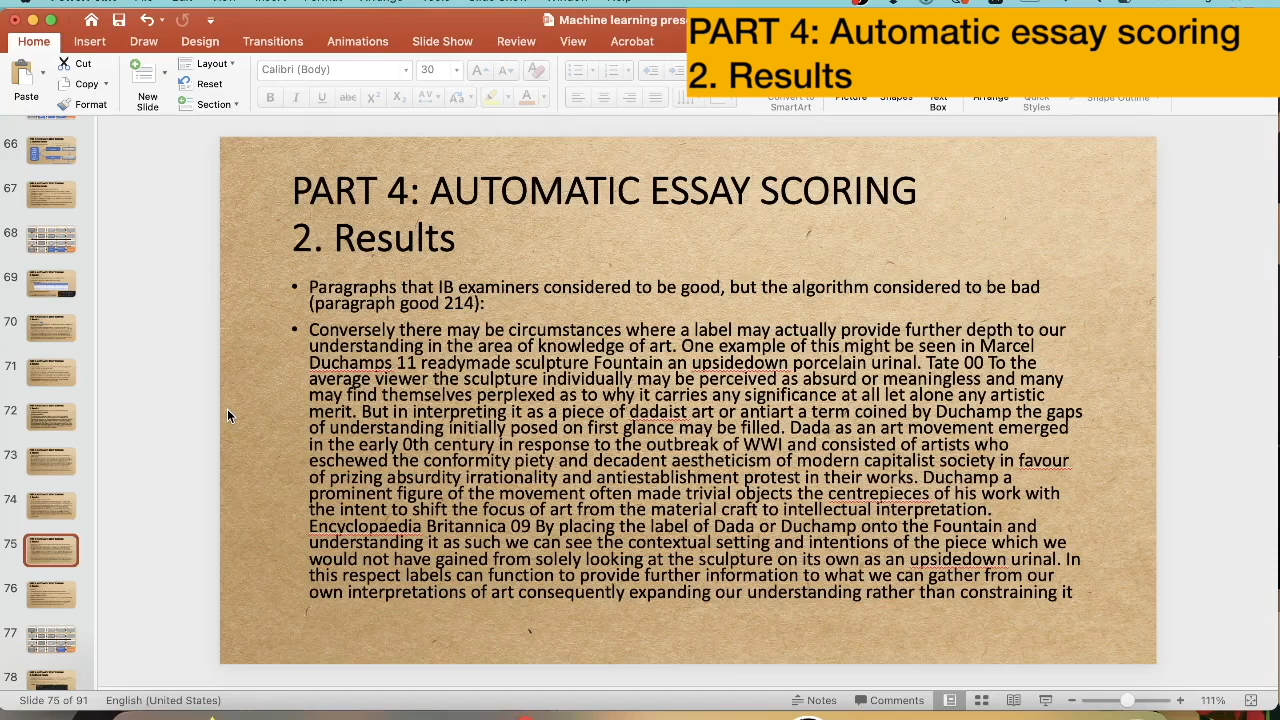 Machine learning pres
PART 4: Automatic essay scoring
2. Results
Home Insert Draw Design Transitions Animations Slide Show Review View Acrobat
Paste
Cut
Copy
Format
New
Slide
Layout
Reset
Section
Calibri (Body) 30
Convert to
SmartArt
Picture
Shapes
Text
Box
Arrange
Quick
Styles
Shape Outline
66
67
68
69
70
71
72
73
74
75
76
77
78
PART 4: AUTOMATIC ESSAY SCORING
2. Results
• Paragraphs that IB examiners considered to be good, but the algorithm considered to be bad
(paragraph good 214):
• Conversely there may be circumstances where a label may actually provide further depth to our
understanding in the area of knowledge of art. One example of this might be seen in Marcel
Duchamps 11 readymade sculpture Fountain an upsidedown porcelain urinal. Tate 00 To the
average viewer the sculpture individually may be perceived as absurd or meaningless and many
may find themselves perplexed as to why it carries any significance at all let alone any artistic
merit. But in interpreting it as a piece of dadaist art or antiart a term coined by Duchamp the gaps
of understanding initially posed on first glance may be filled. Dada as an art movement emerged
in the early 0th century in response to the outbreak of WWI and consisted of artists who
eschewed the conformity piety and decadent aestheticism of modern capitalist society in favour
of prizing absurdity irrationality and antiestablishment protest in their works. Duchamp a
prominent figure of the movement often made trivial objects the centrepieces of his work with
the intent to shift the focus of art from the material craft to intellectual interpretation.
Encyclopaedia Britannica 09 By placing the label of Dada or Duchamp onto the Fountain and
understanding it as such we can see the contextual setting and intentions of the piece which we
would not have gained from solely looking at the sculpture on its own as an upsidedown urinal. In
this respect labels can function to provide further information to what we can gather from our
own interpretations of art consequently expanding our understanding rather than constraining it
Slide 75 of 91 English (United States) Notes Comments 111%